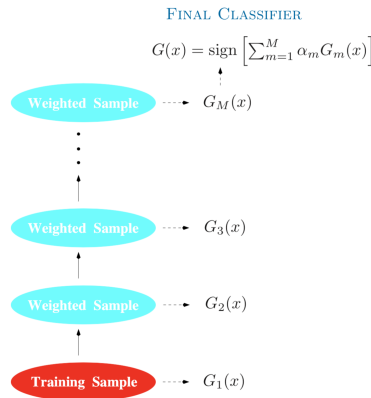 FINAL CLASSIFIER
G(x) = sign [∑_{m=1}^{M} α_m G_m(x)]
Weighted Sample G_M(x)
Weighted Sample G_3(x)
Weighted Sample G_2(x)
Training Sample G_1(x)